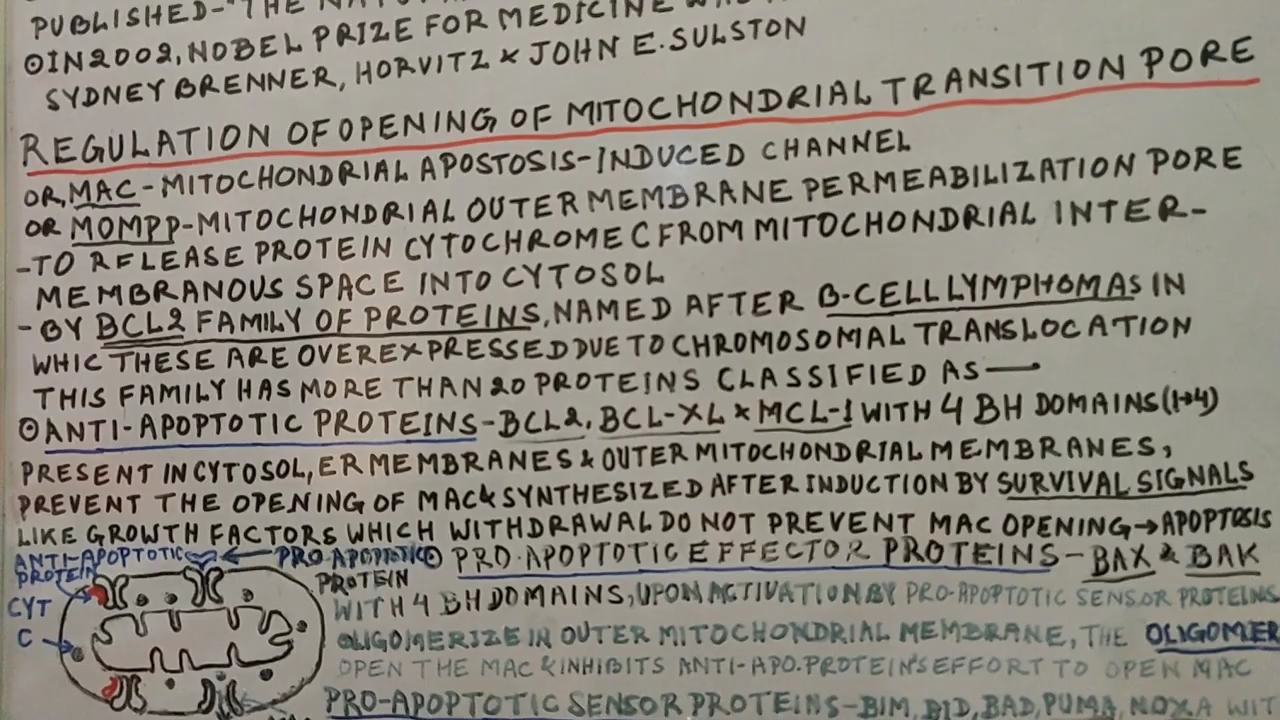 PUBLISHED-"THE
⊙IN 2002, NOBEL PRIZE FOR MEDICINE
SYDNEY BRENNER, HORVITZ & JOHN E. SULSTON
REGULATION OF OPENING OF MITOCHONDRIAL TRANSITION PORE
OR, MAC-MITOCHONDRIAL APOSTOSIS-INDUCED CHANNEL
OR MOMPP-MITOCHONDRIAL OUTER MEMBRANE PERMEABILIZATION PORE
-TO RELEASE PROTEIN CYTOCHROME C FROM MITOCHONDRIAL INTER-
MEMBRANOUS SPACE INTO CYTOSOL
-BY BCL2 FAMILY OF PROTEINS, NAMED AFTER B-CELL LYMPHOMAS IN
WHIC THESE ARE OVEREXPRESSED DUE TO CHROMOSOMAL TRANSLOCATION
THIS FAMILY HAS MORE THAN 20 PROTEINS CLASSIFIED AS—
⊙ANTI-APOPTOTIC PROTEINS-BCL2, BCL-XL & MCL-1 WITH 4 BH DOMAINS (1→4)
PRESENT IN CYTOSOL, ER MEMBRANES & OUTER MITOCHONDRIAL MEMBRANES,
PREVENT THE OPENING OF MAC & SYNTHESIZED AFTER INDUCTION BY SURVIVAL SIGNALS
LIKE GROWTH FACTORS WHICH WITHDRAWAL DO NOT PREVENT MAC OPENING→APOPTOSIS
ANTI-APOPTOTIC PROTEIN
PRO APOPTOTIC PROTEIN
CYT C
⊙ PRO-APOPTOTIC EFFECTOR PROTEINS-BAX & BAK
WITH 4 BH DOMAINS, UPON ACTIVATION BY PRO-APOPTOTIC SENSOR PROTEINS
OLIGOMERIZE IN OUTER MITOCHONDRIAL MEMBRANE, THE OLIGOMER
OPEN THE MAC & INHIBITS ANTI-APO.PROTEIN'S EFFORT TO OPEN MAC
PRO-APOPTOTIC SENSOR PROTEINS-BIM, BID, BAD, PUMA, NOXA WIT